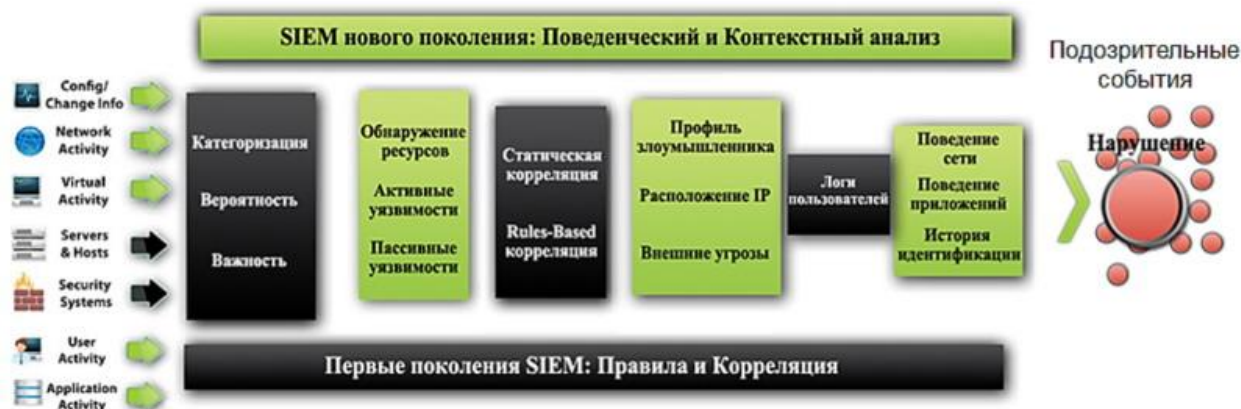 SIEM нового поколения: Поведенческий и Контекстный анализ
Подозрительные
события
Config/
Change Info
Network
Activity
Virtual
Activity
Servers
& Hosts
Security
Systems
User
Activity
Application
Activity
Категоризация
Вероятность
Важность
Обнаружение
ресурсов
Активные
уязвимости
Пассивные
уязвимости
Статическая
корреляция
Rules-Based
корреляция
Профиль
злоумышленника
Расположение IP
Внешние угрозы
Логи
пользователей
Поведение
сети
Поведение
приложений
История
идентификации
Нарушение
Первые поколения SIEM: Правила и Корреляция